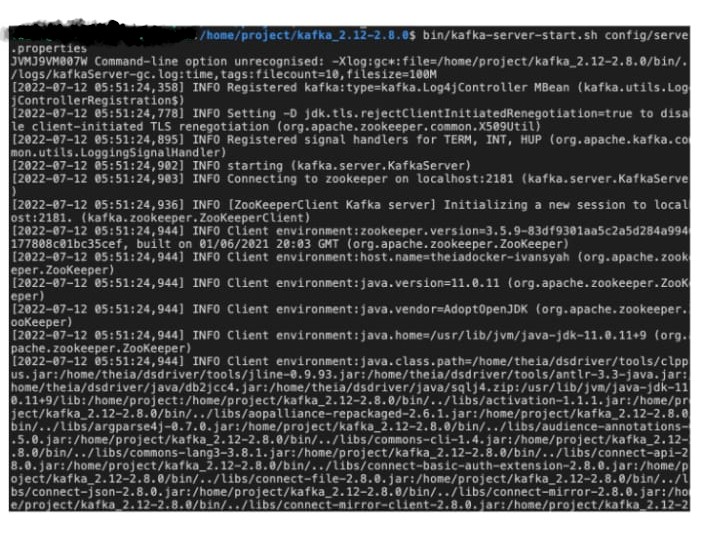 /home/project/kafka_2.12-2.8.0$ bin/kafka-server-start.sh config/serve
.properties
JVMJ9VM007W Command-line option unrecognised: -Xlog:gc*:file=/home/project/kafka_2.12-2.8.0/bin/.
/logs/kafkaServer-gc.log:time,tags:filecount=10,filesize=100M
[2022-07-12 05:51:24,358] INFO Registered kafka:type=kafka.Log4jController MBean (kafka.utils.Log
jControllerRegistration$)
[2022-07-12 05:51:24,778] INFO Setting -D jdk.tls.rejectClientInitiatedRenegotiation=true to disa
le client-initiated TLS renegotiation (org.apache.zookeeper.common.X509Util)
[2022-07-12 05:51:24,895] INFO Registered signal handlers for TERM, INT, HUP (org.apache.kafka.co
mon.utils.LoggingSignalHandler)
[2022-07-12 05:51:24,902] INFO starting (kafka.server.KafkaServer)
[2022-07-12 05:51:24,903] INFO Connecting to zookeeper on localhost:2181 (kafka.server.KafkaServe
)
[2022-07-12 05:51:24,936] INFO [ZooKeeperClient Kafka server] Initializing a new session to local
ost:2181. (kafka.zookeeper.ZooKeeperClient)
[2022-07-12 05:51:24,944] INFO Client environment:zookeeper.version=3.5.9-83df9301aa5c2a5d284a9940
177808c01bc35cef, built on 01/06/2021 20:03 GMT (org.apache.zookeeper.ZooKeeper)
[2022-07-12 05:51:24,944] INFO Client environment:host.name=theiadocker-ivansyah (org.apache.zook
eper.ZooKeeper)
[2022-07-12 05:51:24,944] INFO Client environment:java.version=11.0.11 (org.apache.zookeeper.ZooK
eper)
[2022-07-12 05:51:24,944] INFO Client environment:java.vendor=AdoptOpenJDK (org.apache.zookeeper.
ooKeeper)
[2022-07-12 05:51:24,944] INFO Client environment:java.home=/usr/lib/jvm/java-jdk-11.0.11+9 (org.
pache.zookeeper.ZooKeeper)
[2022-07-12 05:51:24,944] INFO Client environment:java.class.path=/home/theia/dsdriver/tools/clpp
us.jar:/home/theia/dsdriver/tools/jline-0.9.93.jar:/home/theia/dsdriver/tools/antlr-3.3-java.jar:
home/theia/dsdriver/java/db2jcc4.jar:/home/theia/dsdriver/java/sqlj4.zip:/usr/lib/jvm/java-jdk-11
0.11+9/lib:/home/project:/home/project/kafka_2.12-2.8.0/bin/../libs/activation-1.1.1.jar:/home/pr
ject/kafka_2.12-2.8.0/bin/../libs/aopalliance-repackaged-2.6.1.jar:/home/project/kafka_2.12-2.8.0
bin/../libs/argparse4j-0.7.0.jar:/home/project/kafka_2.12-2.8.0/bin/../libs/audience-annotations-
.5.0.jar:/home/project/kafka_2.12-2.8.0/bin/../libs/commons-cli-1.4.jar:/home/project/kafka_2.12-
.8.0/bin/../libs/commons-lang3-3.8.1.jar:/home/project/kafka_2.12-2.8.0/bin/../libs/connect-api-2
8.0.jar:/home/project/kafka_2.12-2.8.0/bin/../libs/connect-basic-auth-extension-2.8.0.jar:/home/p
oject/kafka_2.12-2.8.0/bin/../libs/connect-file-2.8.0.jar:/home/project/kafka_2.12-2.8.0/bin/../l
bs/connect-json-2.8.0.jar:/home/project/kafka_2.12-2.8.0/bin/../libs/connect-mirror-2.8.0.jar:/ho
e/project/kafka_2.12-2.8.0/bin/../libs/connect-mirror-client-2.8.0.jar:/home/project/kafka_2.12-2